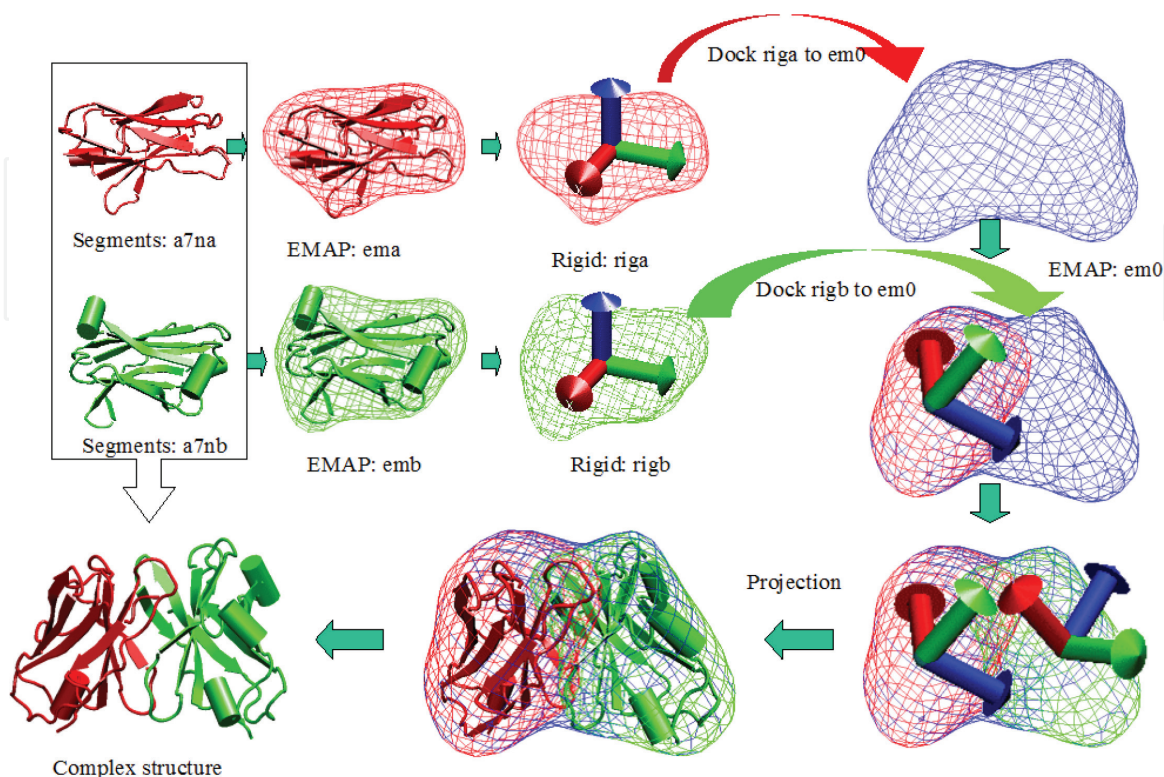 Dock riga to em0
Segments: a7na
EMAP: ema
Rigid: riga
EMAP: em0
Dock rigb to em0
Segments: a7nb
EMAP: emb
Rigid: rigb
Projection
Complex structure
X
X